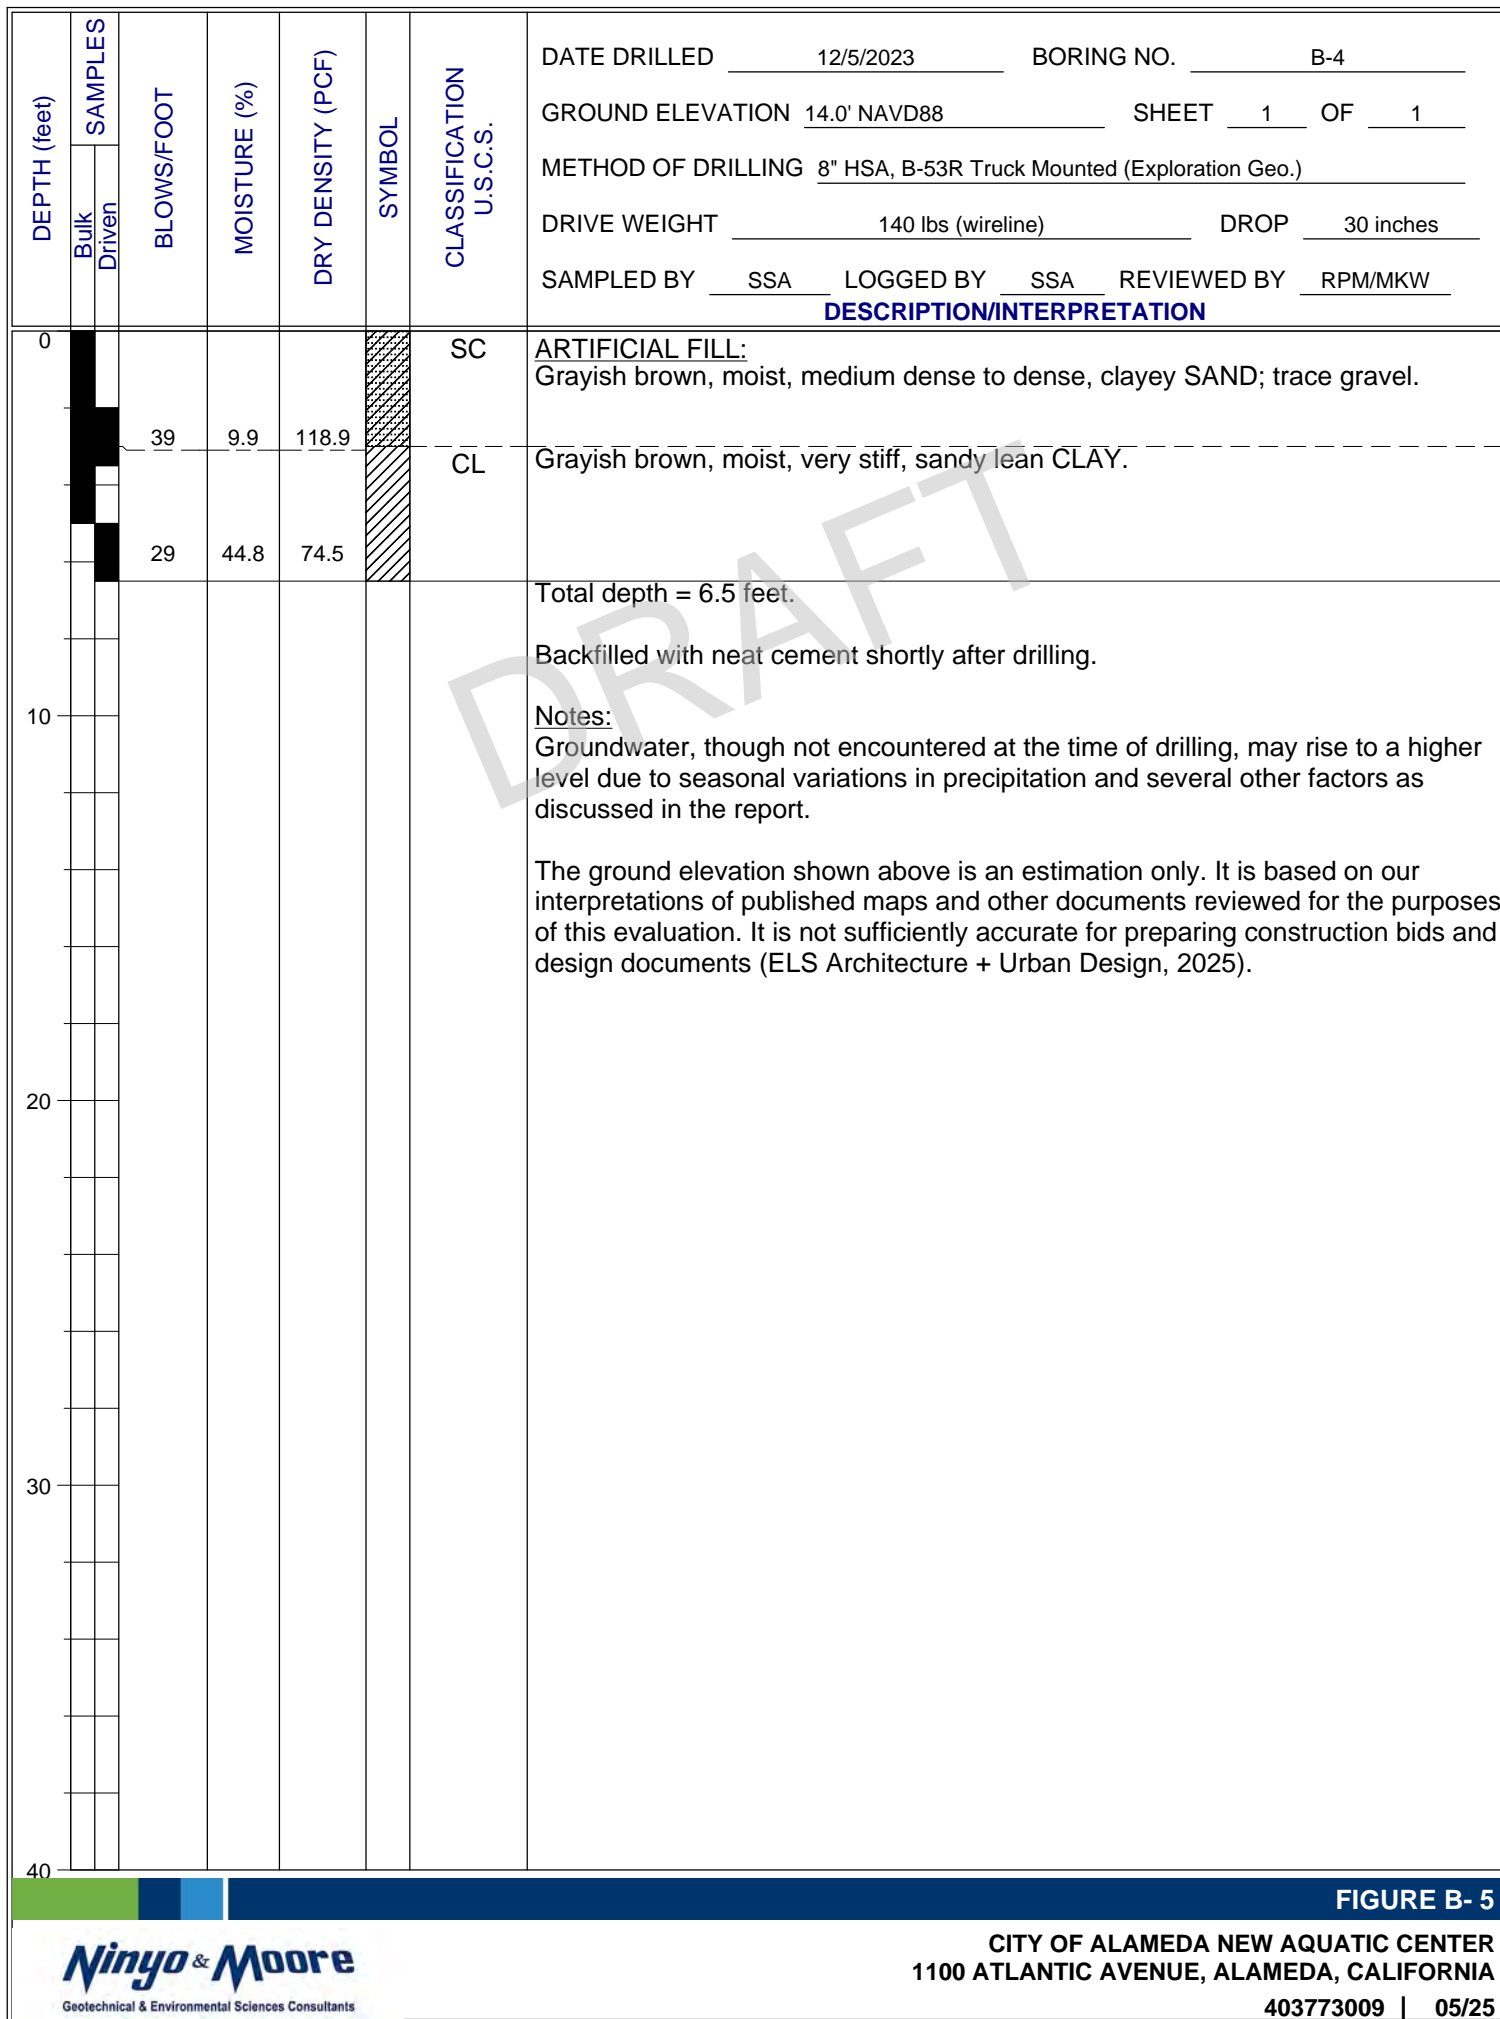 DEPTH (feet)
SAMPLES
Bulk
Driven
BLOWS/FOOT
MOISTURE (%)
DRY DENSITY (PCF)
SYMBOL
CLASSIFICATION
U.S.C.S.
DATE DRILLED 12/5/2023 BORING NO. B-4
GROUND ELEVATION 14.0' NAVD88 SHEET 1 OF 1
METHOD OF DRILLING 8" HSA, B-53R Truck Mounted (Exploration Geo.)
DRIVE WEIGHT 140 lbs (wireline) DROP 30 inches
SAMPLED BY SSA LOGGED BY SSA REVIEWED BY RPM/MKW
DESCRIPTION/INTERPRETATION
0 SC ARTIFICIAL FILL:
Grayish brown, moist, medium dense to dense, clayey SAND; trace gravel.
39 9.9 118.9
CL Grayish brown, moist, very stiff, sandy lean CLAY.
29 44.8 74.5
Total depth = 6.5 feet.
Backfilled with neat cement shortly after drilling.
10 Notes:
Groundwater, though not encountered at the time of drilling, may rise to a higher
level due to seasonal variations in precipitation and several other factors as
discussed in the report.
The ground elevation shown above is an estimation only. It is based on our
interpretations of published maps and other documents reviewed for the purposes
of this evaluation. It is not sufficiently accurate for preparing construction bids and
design documents (ELS Architecture + Urban Design, 2025).
20
30
40
DRAFT
FIGURE B- 5
Ninyo & Moore
Geotechnical & Environmental Sciences Consultants
CITY OF ALAMEDA NEW AQUATIC CENTER
1100 ATLANTIC AVENUE, ALAMEDA, CALIFORNIA
403773009 | 05/25